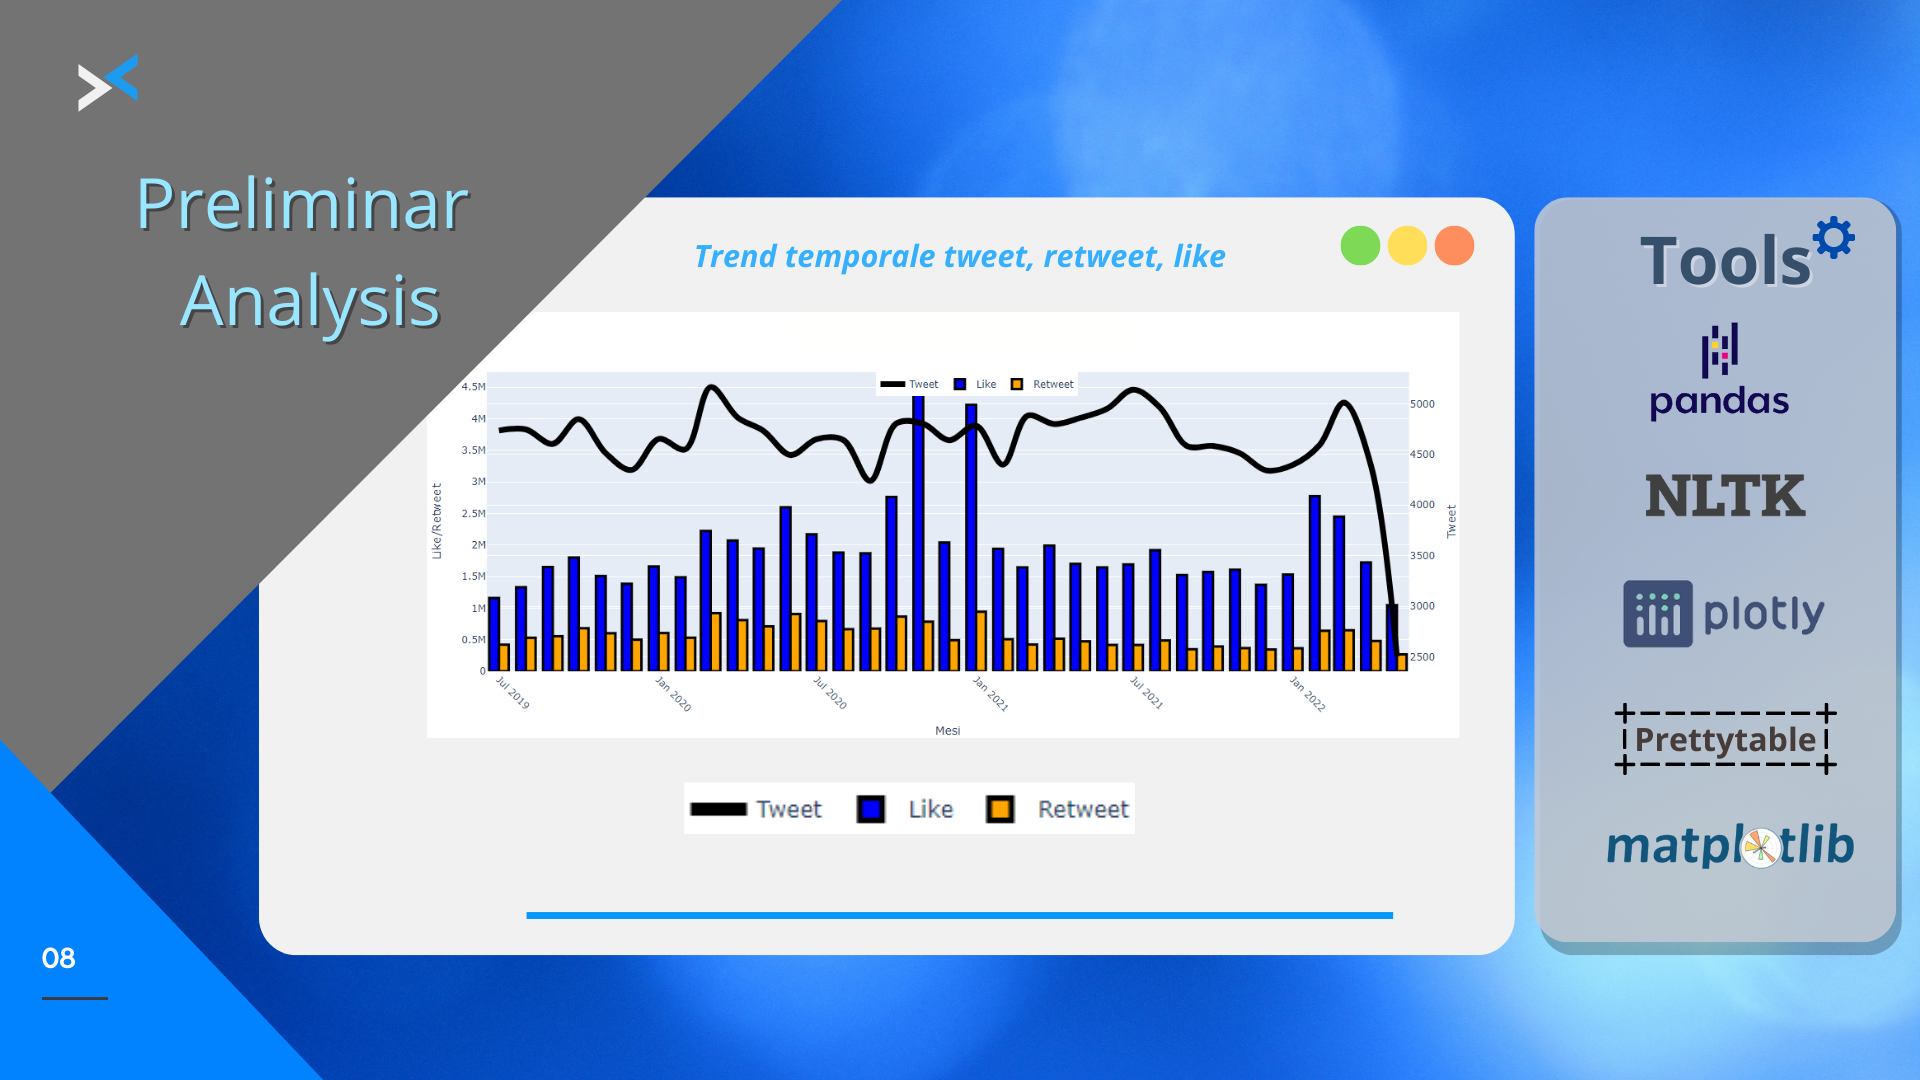 Preliminar
Analysis
Trend temporale tweet, retweet, like
Tweet Like Retweet
4.5M
4M
3.5M
3M
2.5M
2M
1.5M
1M
0.5M
0
Like/Retweet
5000
4500
4000
3500
3000
2500
Tweet
Jul 2019
Jan 2020
Jul 2020
Jan 2021
Jul 2021
Jan 2022
Mesi
Tweet Like Retweet
Tools
pandas
NLTK
plotly
Prettytable
matplotlib
08